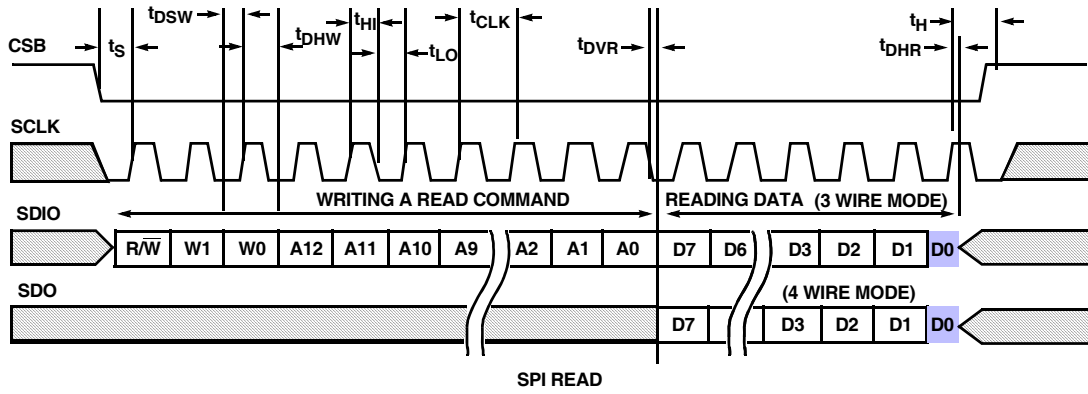 tDSW tHI tCLK tH
CSB tS tDHW tLO tDVR tDHR
SCLK
WRITING A READ COMMAND READING DATA (3 WIRE MODE)
SDIO
R/W̅ W1 W0 A12 A11 A10 A9 A2 A1 A0 D7 D6 D3 D2 D1 D0
SDO (4 WIRE MODE)
D7 D3 D2 D1 D0
SPI READ